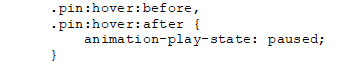 .pin:hover:before,
.pin:hover:after {
    animation-play-state: paused;
}